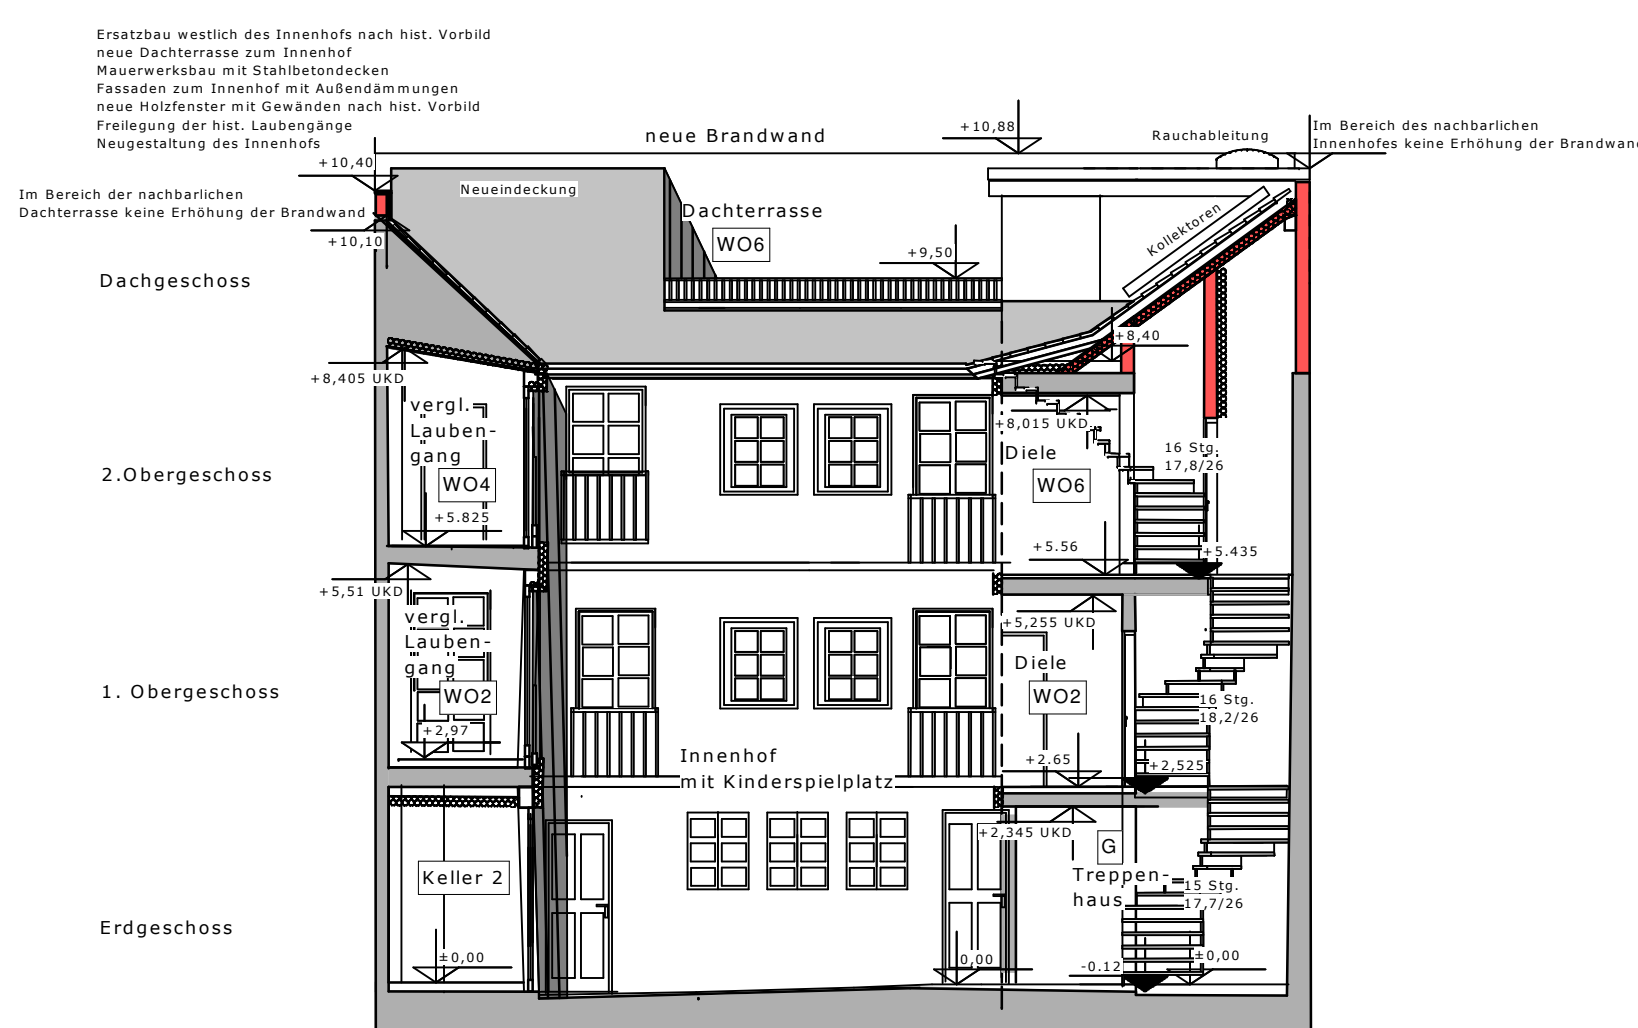 Ersatzbau westlich des Innenhofs nach hist. Vorbild
neue Dachterrasse zum Innenhof
Mauerwerksbau mit Stahlbetondecken
Fassaden zum Innenhof mit Außendämmungen
neue Holzfenster mit Gewänden nach hist. Vorbild
Freilegung der hist. Laubengänge
Neugestaltung des Innenhofs
neue Brandwand
+10,88
Rauchableitung
Im Bereich des nachbarlichen
Innenhofes keine Erhöhung der Brandwand
+10,40
Neueindeckung
Im Bereich der nachbarlichen
Dachterrasse keine Erhöhung der Brandwand
+10,10
Dachterrasse
WO6
+9,50
Kollektoren
Dachgeschoss
+8,40
+8,405 UKD
vergl.
Lauben-
gang
WO4
+5.825
+8,015 UKD
Diele
WO6
16 Stg.
17,8/26
2.Obergeschoss
+5.56
+5.435
+5,51 UKD
vergl.
Lauben-
gang
WO2
+2,97
+5,255 UKD
Diele
WO2
16 Stg.
18,2/26
1. Obergeschoss
Innenhof
mit Kinderspielplatz
+2.65
+2,525
+2,345 UKD
G
Treppen-
haus
15 Stg.
17,7/26
Keller 2
Erdgeschoss
±0,00
0,00
-0.12
±0,00